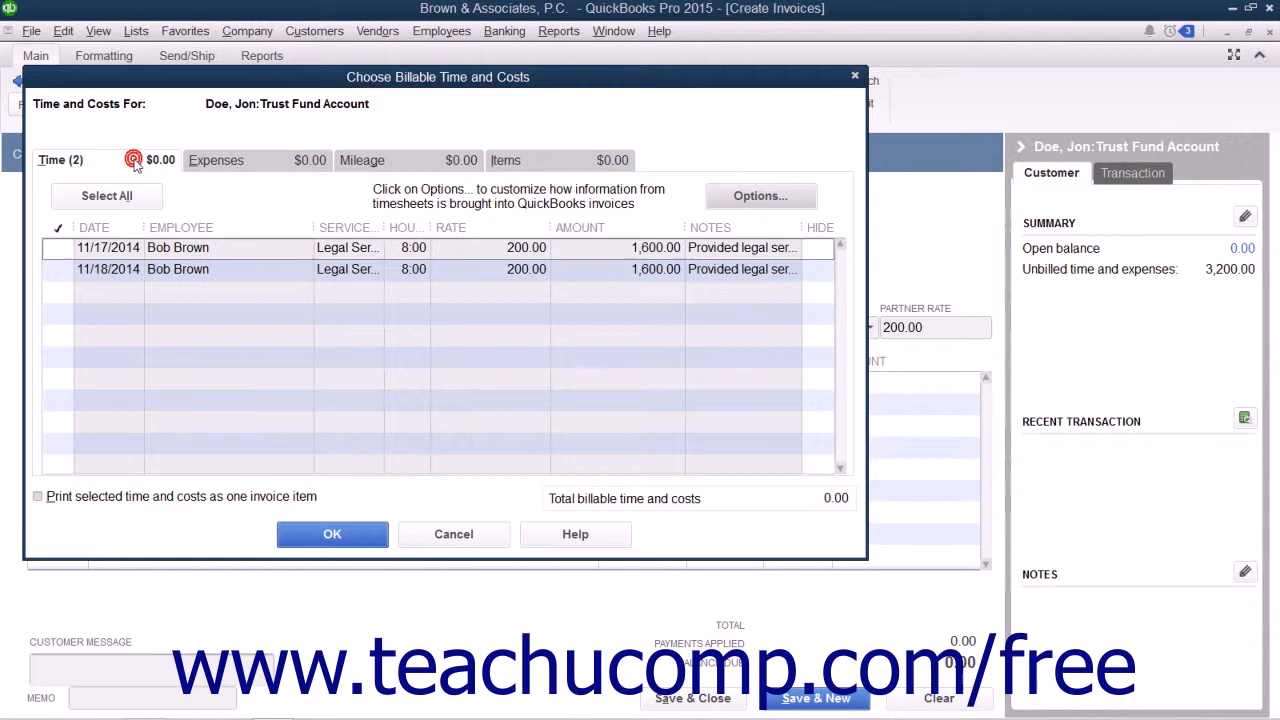 qb Brown & Associates, P.C. - QuickBooks Pro 2015 - [Create Invoices]
File Edit View Lists Favorites Company Customers Vendors Employees Banking Reports Window Help 3
Main Formatting Send/Ship Reports
Choose Billable Time and Costs
Time and Costs For: Doe, Jon:Trust Fund Account
Time (2) $0.00 Expenses $0.00 Mileage $0.00 Items $0.00
Select All
Click on Options... to customize how information from
timesheets is brought into QuickBooks invoices
Options...
DATE EMPLOYEE SERVICE... HOU... RATE AMOUNT NOTES HIDE
11/17/2014 Bob Brown Legal Ser... 8:00 200.00 1,600.00 Provided legal ser...
11/18/2014 Bob Brown Legal Ser... 8:00 200.00 1,600.00 Provided legal ser...
Print selected time and costs as one invoice item
Total billable time and costs 0.00
OK Cancel Help
PARTNER RATE
200.00
Doe, Jon:Trust Fund Account
Customer Transaction
SUMMARY
Open balance 0.00
Unbilled time and expenses: 3,200.00
RECENT TRANSACTION
NOTES
TOTAL
CUSTOMER MESSAGE
PAYMENTS APPLIED 0.00
0.00
MEMO
Save & Close Save & New Clear
www.teachucomp.com/free